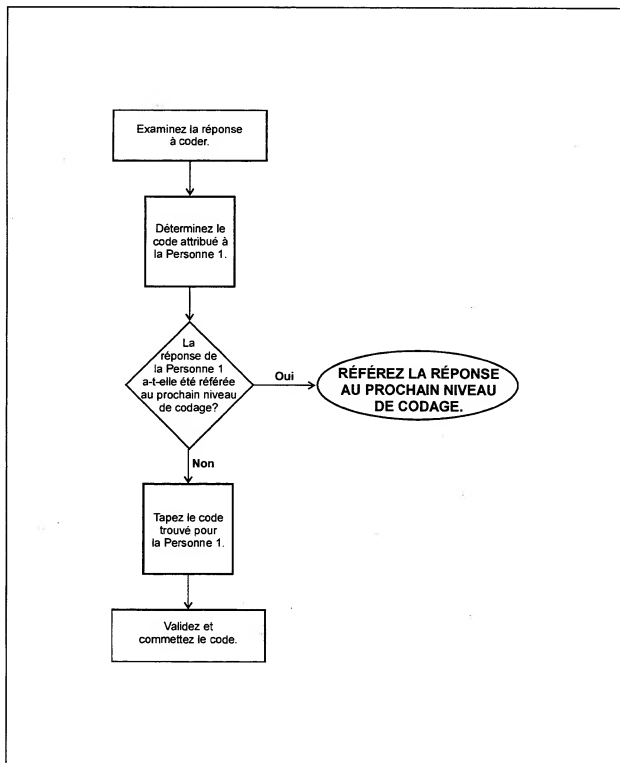 Examinez la réponse
à coder.
Déterminez le
code attribué à
la Personne 1.
La
réponse de
la Personne 1
a-t-elle été référée
au prochain niveau
de codage?
Oui
RÉFÉREZ LA RÉPONSE
AU PROCHAIN NIVEAU
DE CODAGE.
Non
Tapez le code
trouvé pour
la Personne 1.
Validez et
commettez le code.